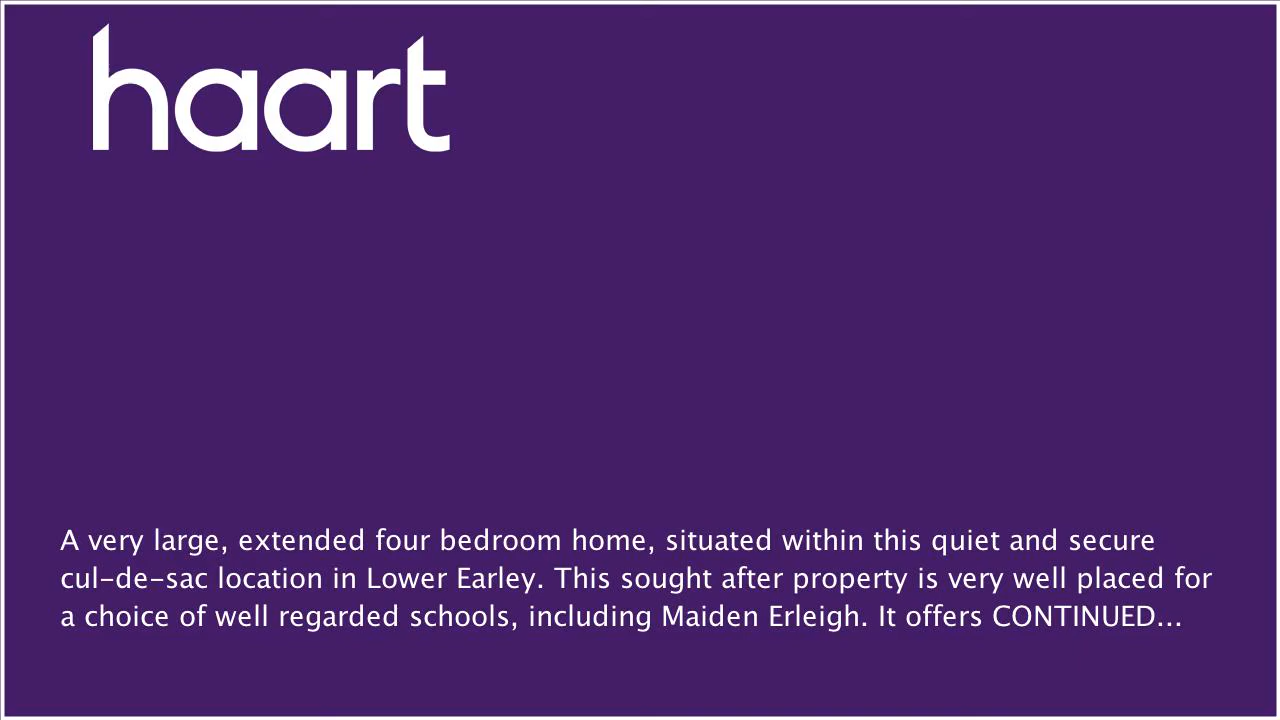 haart
A very large, extended four bedroom home, situated within this quiet and secure
cul-de-sac location in Lower Earley. This sought after property is very well placed for
a choice of well regarded schools, including Maiden Erleigh. It offers CONTINUED...